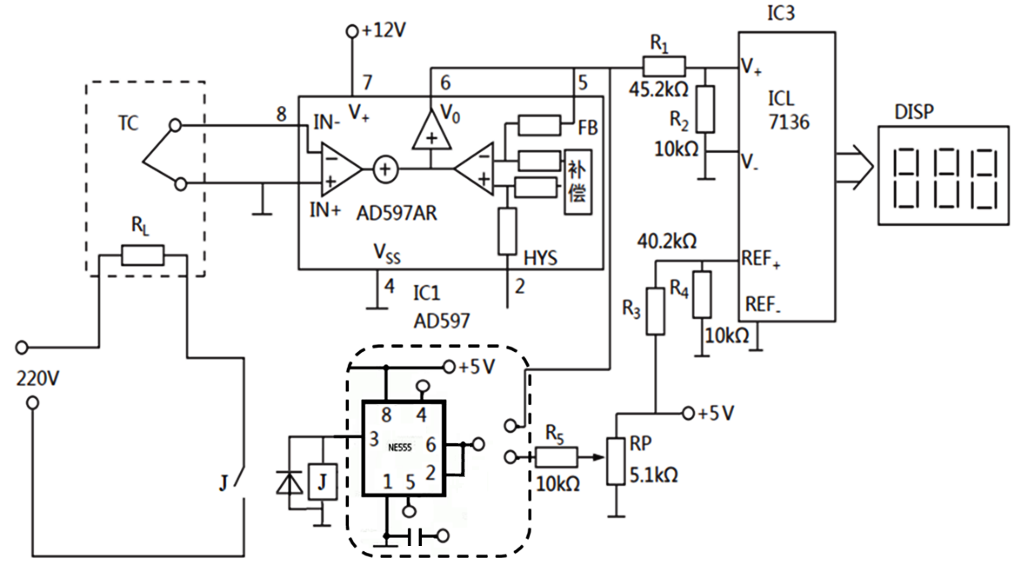 IC3
+12V
R1
7
6
5
V+
45.2kΩ
ICL
7136
TC
8
IN-
V+
V0
FB
R2
DISP
10kΩ
V-
补
偿
IN+
AD597AR
RL
VSS
HYS
40.2kΩ
REF+
4
IC1
2
R3
R4
REF-
AD597
10kΩ
220V
+5V
8
4
+5V
3
NE555
6
R5
RP
J
J
1
5
2
10kΩ
5.1kΩ